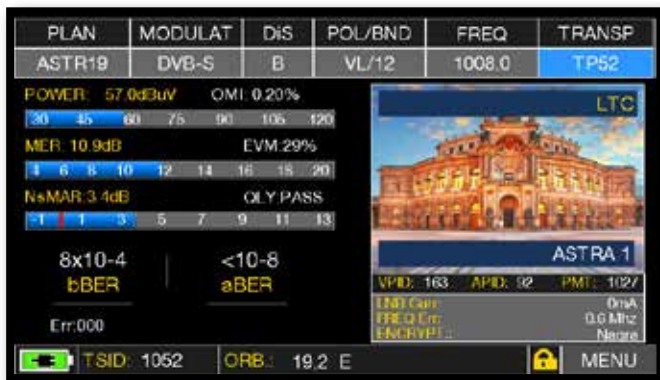 PLAN MODULAT DiS POL/BND FREQ TRANSP
ASTR19 DVB-S B VL/12 1008.0 TP52
POWER: 57.0dBuV OMI: 0.20%
30 45 60 75 90 105 120
MER: 10.9dB EVM:29%
4 6 8 10 12 14 16 18 20
NsMAR:3.4dB QLY:PASS
-1 1 3 5 7 9 11 13
8x10-4 <10-8
bBER aBER
Err:000
LTC
ASTRA 1
VPID: 163 APID: 92 PMT: 1027
LNB Curr: 0mA
FREQ Err: 0.6 Mhz
ENCRYPT.: Nagra
TSID: 1052 ORB.: 19.2 E MENU